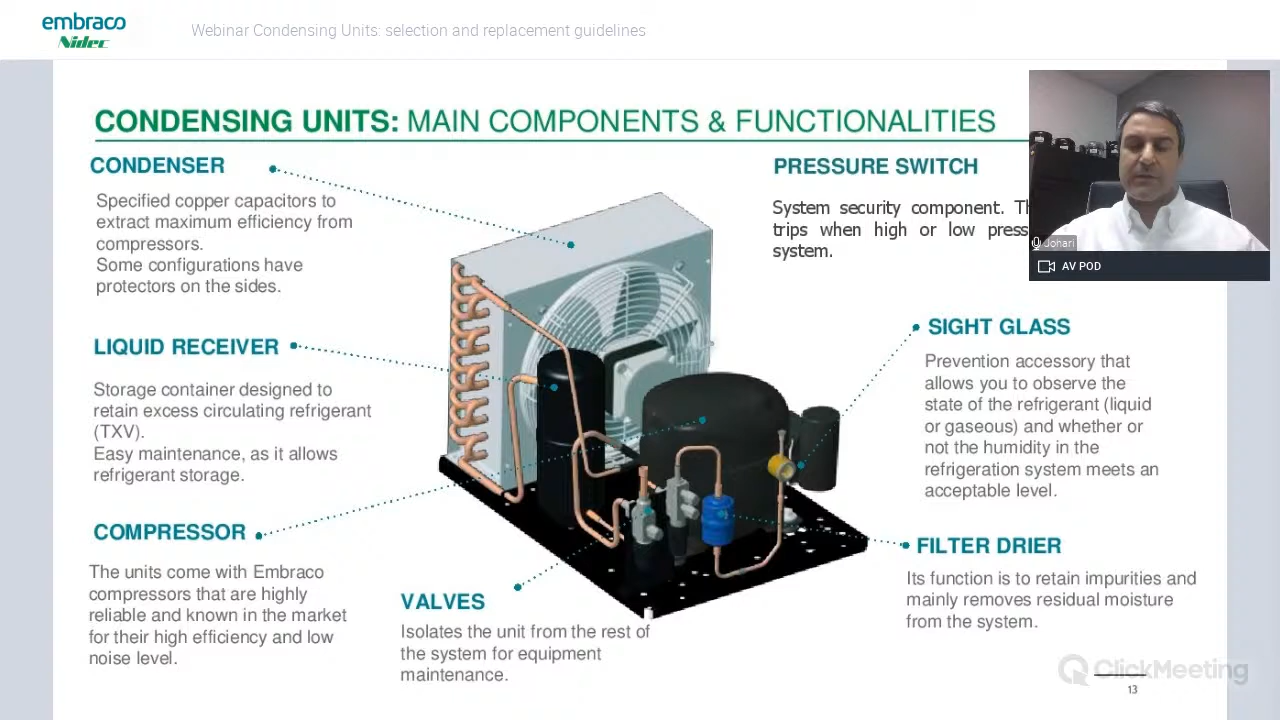 embraco
Nidec
Webinar Condensing Units: selection and replacement guidelines
CONDENSING UNITS: MAIN COMPONENTS & FUNCTIONALITIES
CONDENSER
Specified copper capacitors to
extract maximum efficiency from
compressors.
Some configurations have
protectors on the sides.
LIQUID RECEIVER
Storage container designed to
retain excess circulating refrigerant
(TXV).
Easy maintenance, as it allows
refrigerant storage.
COMPRESSOR
The units come with Embraco
compressors that are highly
reliable and known in the market
for their high efficiency and low
noise level.
VALVES
Isolates the unit from the rest of
the system for equipment
maintenance.
PRESSURE SWITCH
System security component.
trips when high or low
system.
Johari
AV POD
SIGHT GLASS
Prevention accessory that
allows you to observe the
state of the refrigerant (liquid
or gaseous) and whether or
not the humidity in the
refrigeration system meets an
acceptable level.
FILTER DRIER
Its function is to retain impurities and
mainly removes residual moisture
from the system.
ClickMeeting
13